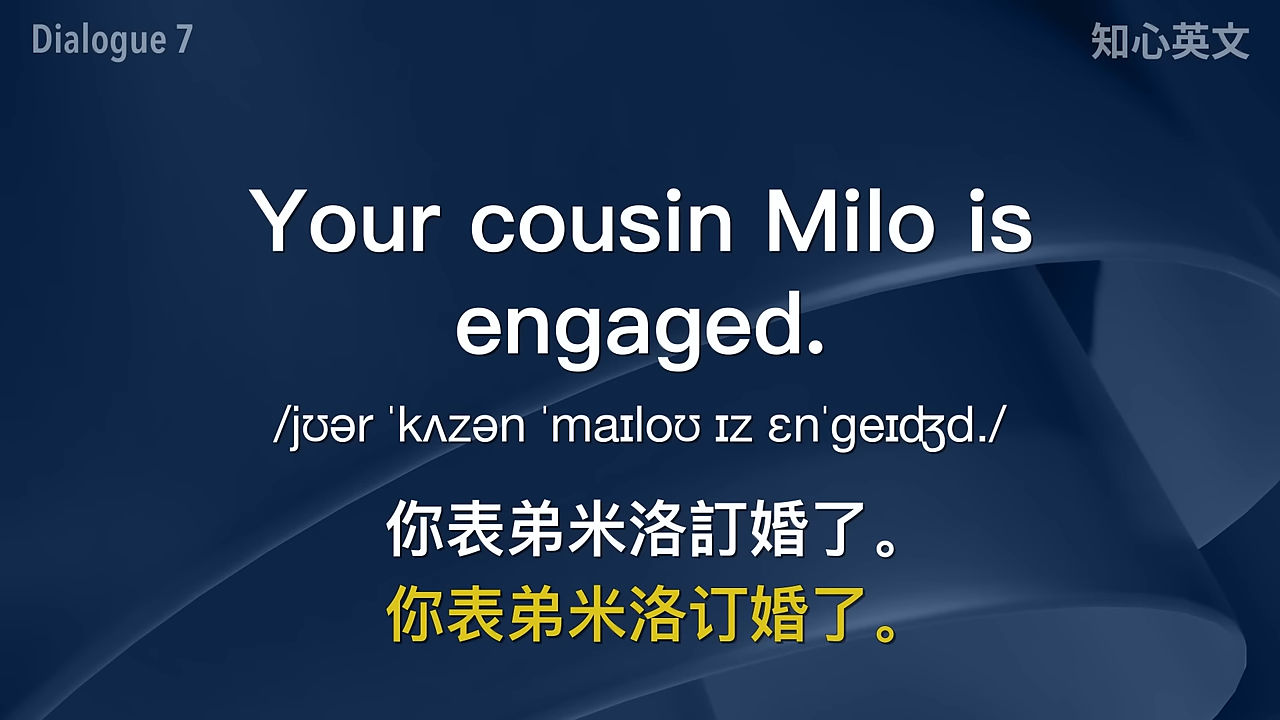 Dialogue 7
知心英文
Your cousin Milo is
engaged.
/jʊər ˈkʌzən ˈmaɪloʊ ɪz ɛnˈgeɪʤd./
你表弟米洛訂婚了。
你表弟米洛订婚了。